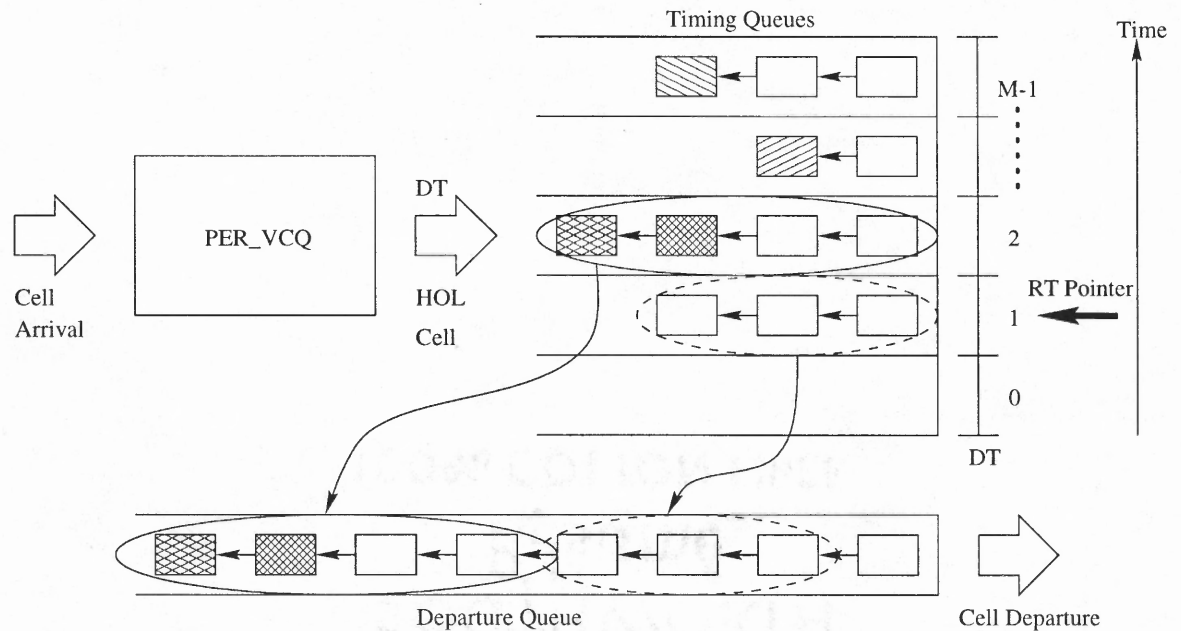 Timing Queues
Time
M-1
PER_VCQ
DT
HOL
Cell
Cell
Arrival
2
RT Pointer
1
0
DT
Departure Queue
Cell Departure